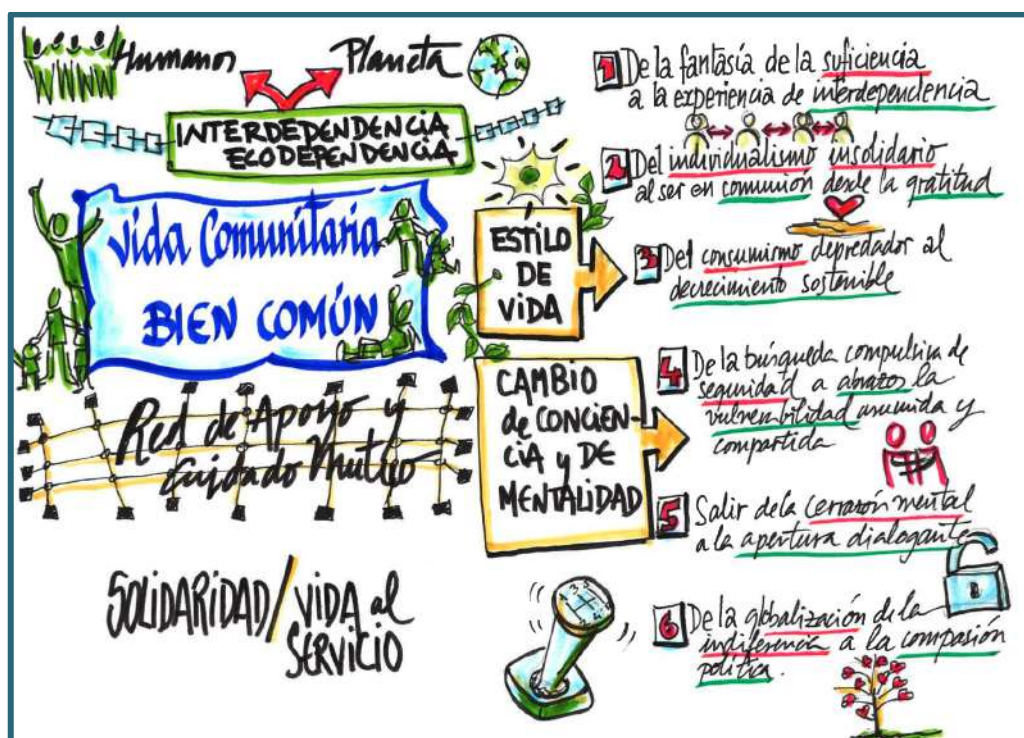 Humanos Planeta
INTERDEPENDENCIA
ECODEPENDENCIA
Vida Comunitaria
BIEN COMÚN
Red de Apoyo y
Cuidado Mutuo
SOLIDARIDAD/VIDA al
SERVICIO
ESTILO
DE
VIDA
CAMBIO
de CONCIEN-
CIA y DE
MENTALIDAD
1 De la fantasía de la suficiencia
a la experiencia de interdependencia
2 Del individualismo insolidario
al ser en comunión desde la gratitud
3 Del consumismo depredador al
decrecimiento sostenible
4 De la búsqueda compulsiva de
seguridad a abrazos la
vulnerabilidad asumida y
compartida
5 Salir de la cerrazón mental
a la apertura dialogante
6 De la globalización de la
indiferencia a la compasión
política.